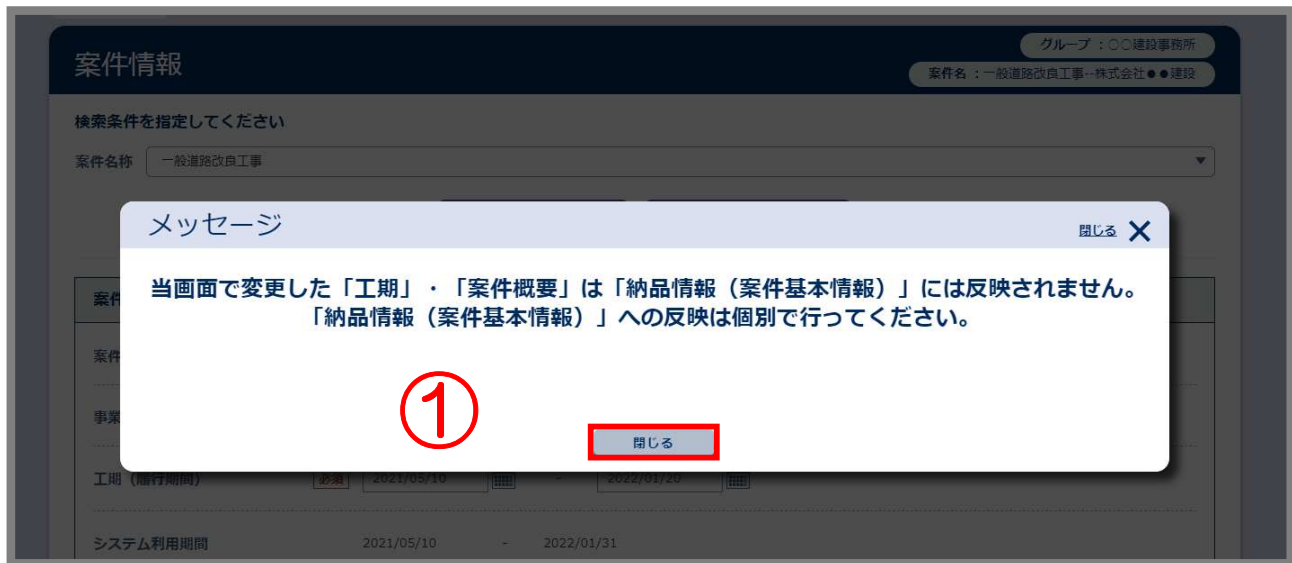 案件情報
グループ ：○○建設事務所
案件名 ：一般道路改良工事--株式会社●●建設
検索条件を指定してください
案件名称 一般道路改良工事
メッセージ
閉じる
当画面で変更した「工期」・「案件概要」は「納品情報（案件基本情報）」には反映されません。
「納品情報（案件基本情報）」への反映は個別で行ってください。
案件
案件
事業
①
閉じる
工期（履行期間） 必須 2021/05/10 - 2022/01/20
システム利用期間 2021/05/10 - 2022/01/31